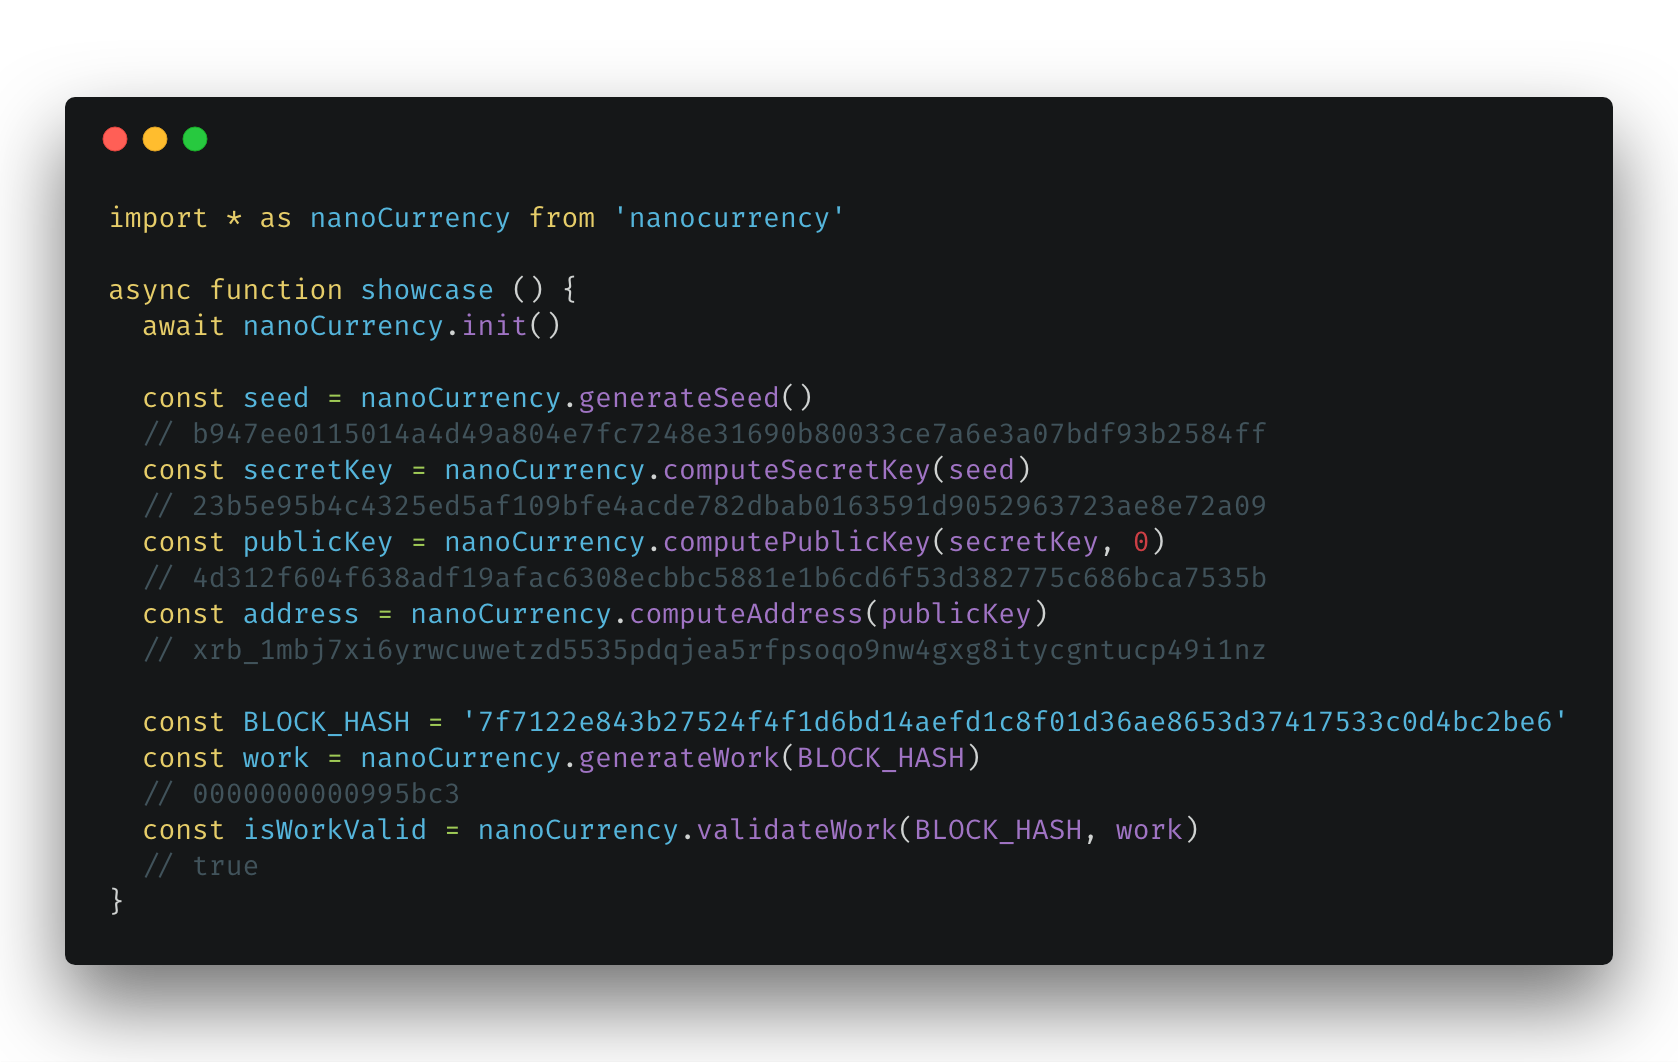 import * as nanoCurrency from 'nanocurrency'
async function showcase () {
await nanoCurrency.init()
const seed = nanoCurrency.generateSeed()
// b947ee0115014a4d49a804e7fc7248e31690b80033ce7a6e3a07bdf93b2584ff
const secretKey = nanoCurrency.computeSecretKey(seed)
// 23b5e95b4c4325ed5af109bfe4acde782dbab0163591d9052963723ae8e72a09
const publicKey = nanoCurrency.computePublicKey(secretKey, 0)
// 4d312f604f638adf19afac6308ecbbc5881e1b6cd6f53d382775c686bca7535b
const address = nanoCurrency.computeAddress(publicKey)
// xrb_1mbj7xi6yrwcuwetzd5535pdqjea5rfpsoqo9nw4gxg8itycgntucp49i1nz
const BLOCK_HASH = '7f7122e843b27524f4f1d6bd14aefd1c8f01d36ae8653d37417533c0d4bc2be6'
const work = nanoCurrency.generateWork(BLOCK_HASH)
// 0000000000995bc3
const isWorkValid = nanoCurrency.validateWork(BLOCK_HASH, work)
// true
}